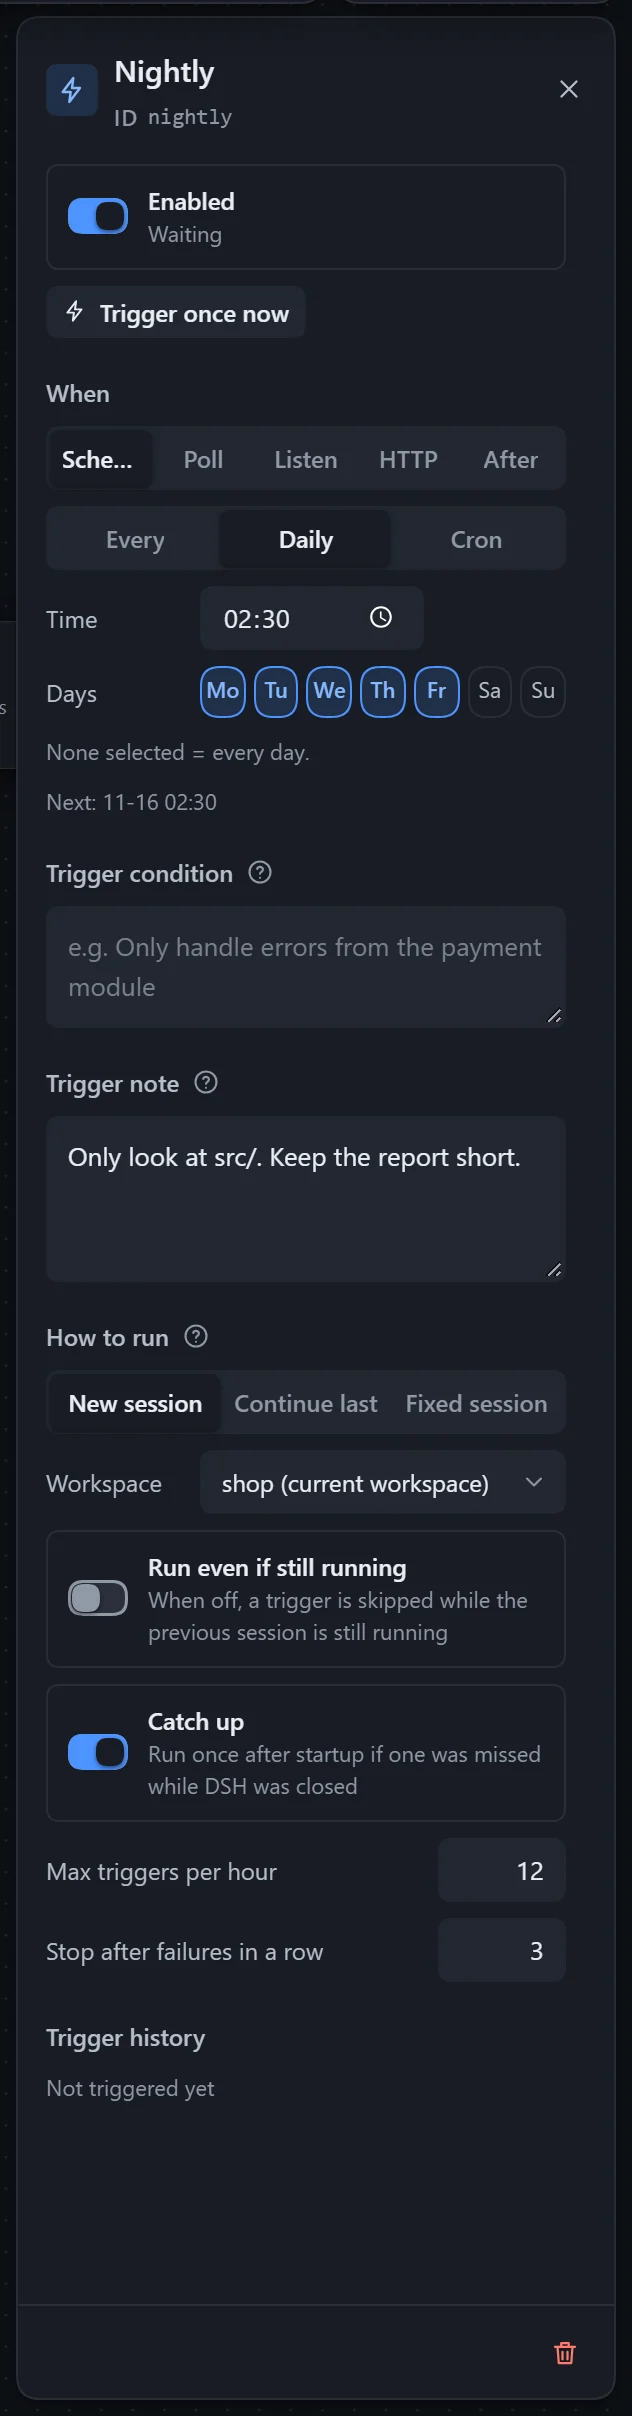 Nightly
ID nightly
Enabled
Waiting
Trigger once now
When
Sche... Poll Listen HTTP After
Every Daily Cron
Time 02:30
Days Mo Tu We Th Fr Sa Su
s
None selected = every day.
Next: 11-16 02:30
Trigger condition
e.g. Only handle errors from the payment
module
Trigger note
Only look at src/. Keep the report short.
How to run
New session Continue last Fixed session
Workspace shop (current workspace)
Run even if still running
When off, a trigger is skipped while the
previous session is still running
Catch up
Run once after startup if one was missed
while DSH was closed
Max triggers per hour 12
Stop after failures in a row 3
Trigger history
Not triggered yet